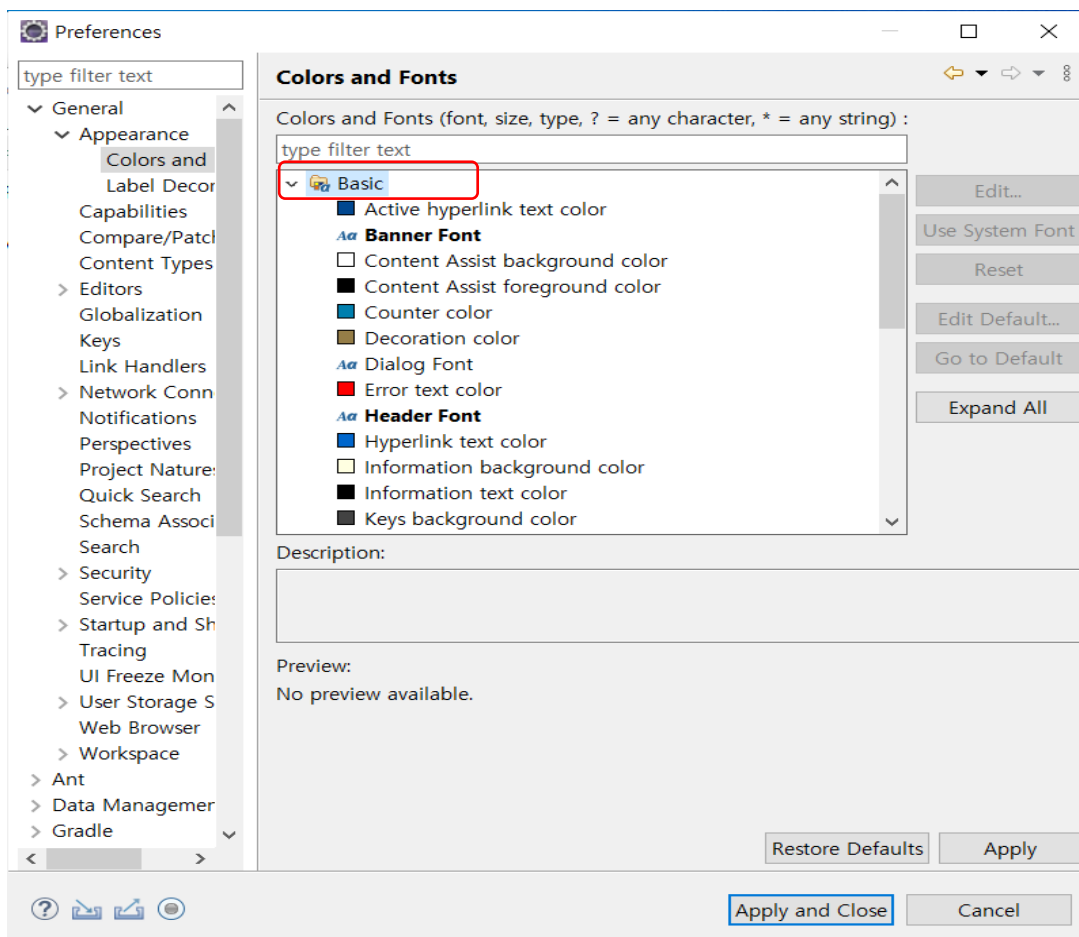 Preferences
type filter text
General
Appearance
Colors and
Label Decor
Capabilities
Compare/Patch
Content Types
Editors
Globalization
Keys
Link Handlers
Network Conn
Notifications
Perspectives
Project Natures
Quick Search
Schema Associ
Search
Security
Service Policies
Startup and Sh
Tracing
UI Freeze Mon
User Storage S
Web Browser
Workspace
Ant
Data Managemer
Gradle
Colors and Fonts
Colors and Fonts (font, size, type, ? = any character, * = any string) :
type filter text
Basic
Active hyperlink text color
Aa Banner Font
Content Assist background color
Content Assist foreground color
Counter color
Decoration color
Aa Dialog Font
Error text color
Aa Header Font
Hyperlink text color
Information background color
Information text color
Keys background color
Edit...
Use System Font
Reset
Edit Default...
Go to Default
Expand All
Description:
Preview:
No preview available.
Restore Defaults
Apply
?
Apply and Close
Cancel